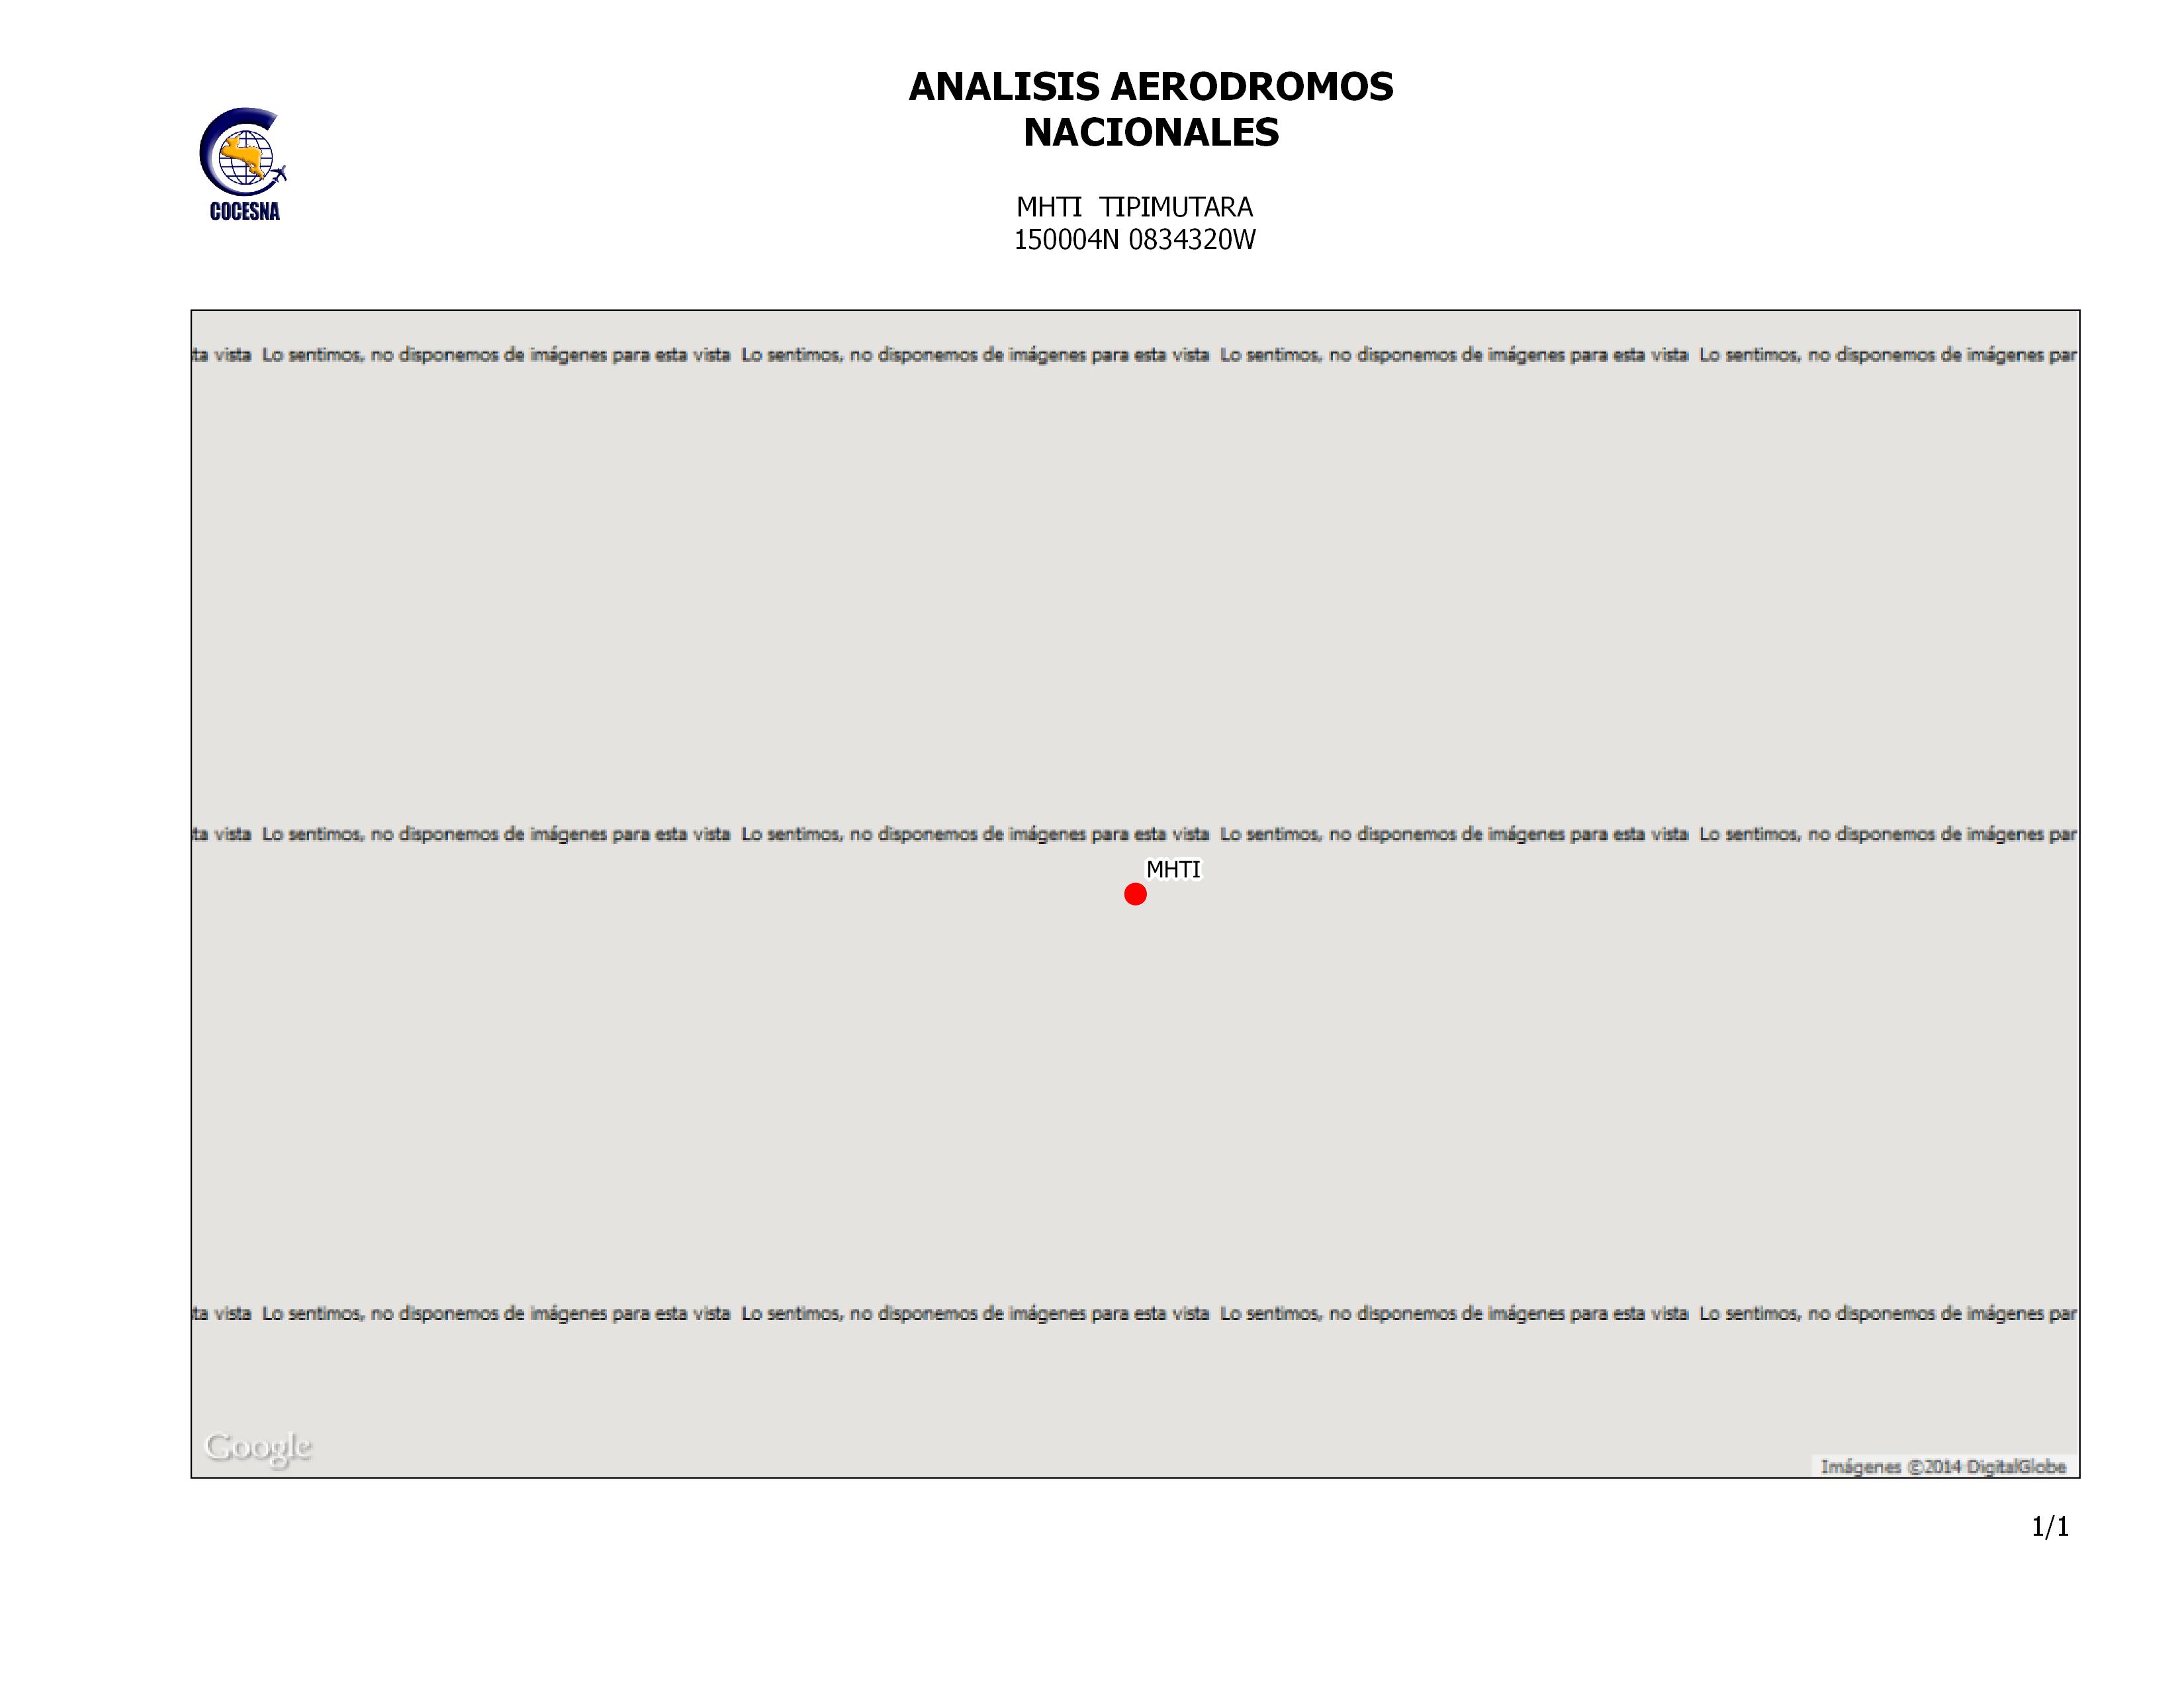 ANALISIS AERODROMOS
NACIONALES
COCESNA
MHTI TIPIMUTARA
150004N 0834320W
ta vista Lo sentimos, no disponemos de imágenes para esta vista Lo sentimos, no disponemos de imágenes para esta vista Lo sentimos, no disponemos de imágenes para esta vista Lo sentimos, no disponemos de imágenes par
ta vista Lo sentimos, no disponemos de imágenes para esta vista Lo sentimos, no disponemos de imágenes para esta vista Lo sentimos, no disponemos de imágenes para esta vista Lo sentimos, no disponemos de imágenes par
MHTI
ta vista Lo sentimos, no disponemos de imágenes para esta vista Lo sentimos, no disponemos de imágenes para esta vista Lo sentimos, no disponemos de imágenes para esta vista Lo sentimos, no disponemos de imágenes par
Google
Imágenes ©2014 DigitalGlobe
1/1